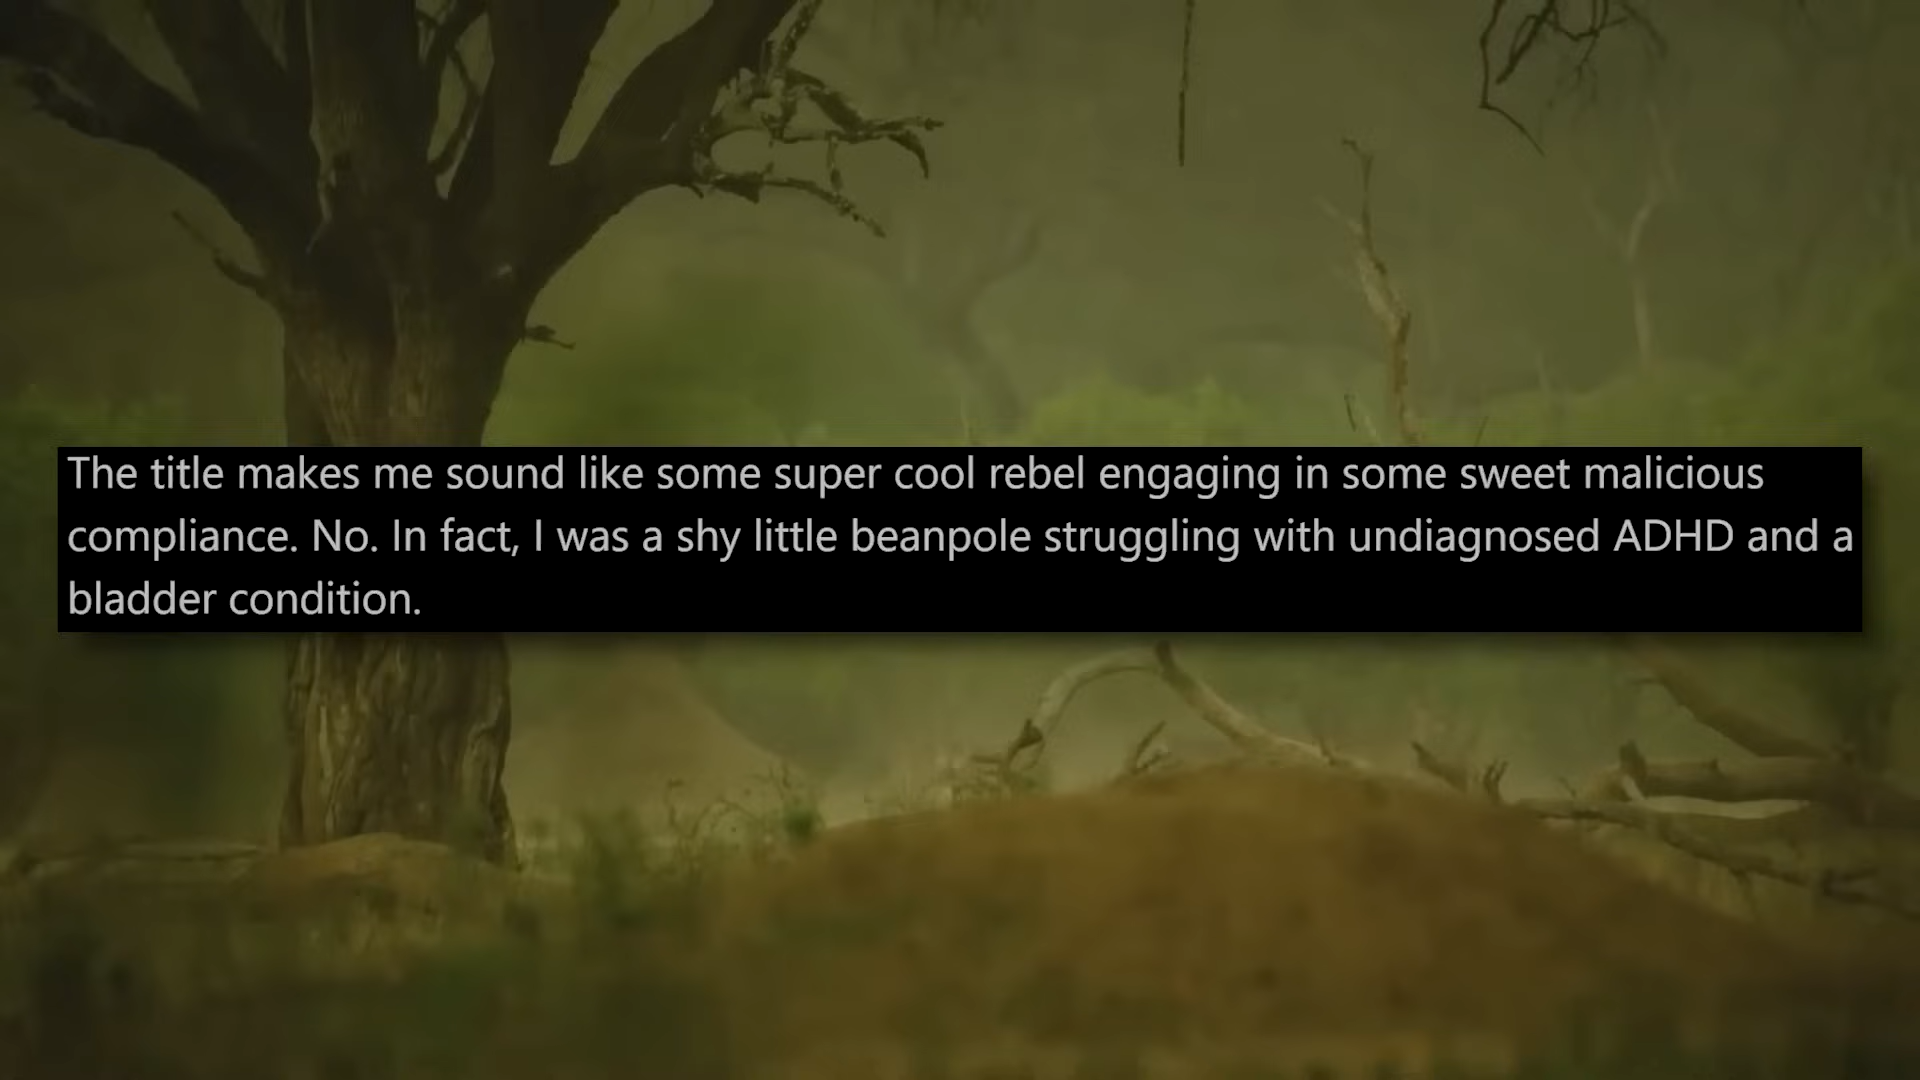 The title makes me sound like some super cool rebel engaging in some sweet malicious
compliance. No. In fact, I was a shy little beanpole struggling with undiagnosed ADHD and a
bladder condition.